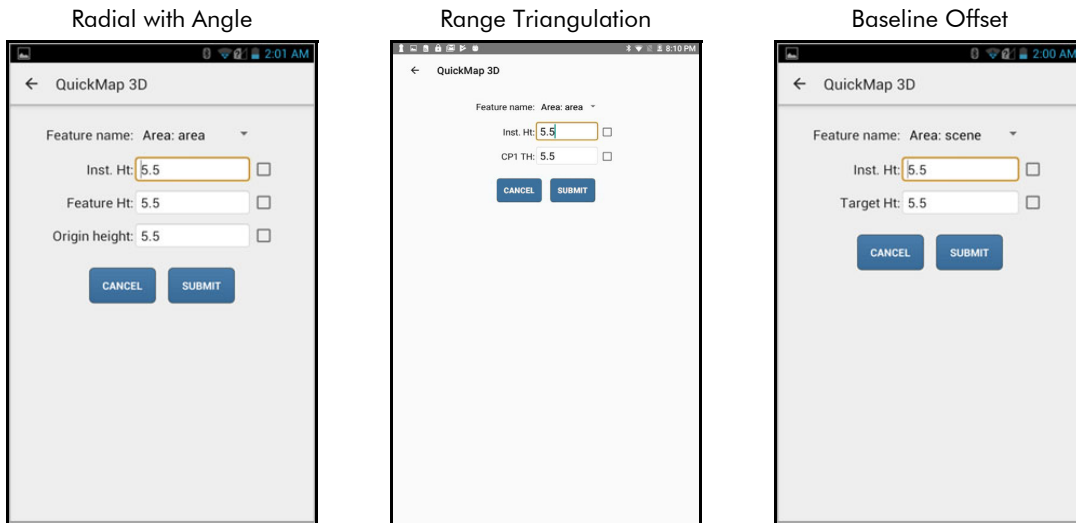 Radial with Angle
2:01 AM
QuickMap 3D
Feature name: Area: area
Inst. Ht: 5.5
Feature Ht: 5.5
Origin height: 5.5
CANCEL SUBMIT
Range Triangulation
8:10 PM
QuickMap 3D
Feature name: Area: area
Inst. Ht: 5.5
CP1 TH: 5.5
CANCEL SUBMIT
Baseline Offset
2:00 AM
QuickMap 3D
Feature name: Area: scene
Inst. Ht: 5.5
Target Ht: 5.5
CANCEL SUBMIT